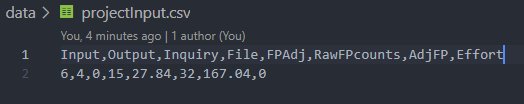 data > projectInput.csv
You, 4 minutes ago | 1 author (You)
1 Input,Output,Inquiry,File,FPAdj,RawFPcounts,AdjFP,Effort
2 6,4,0,15,27.84,32,167.04,0